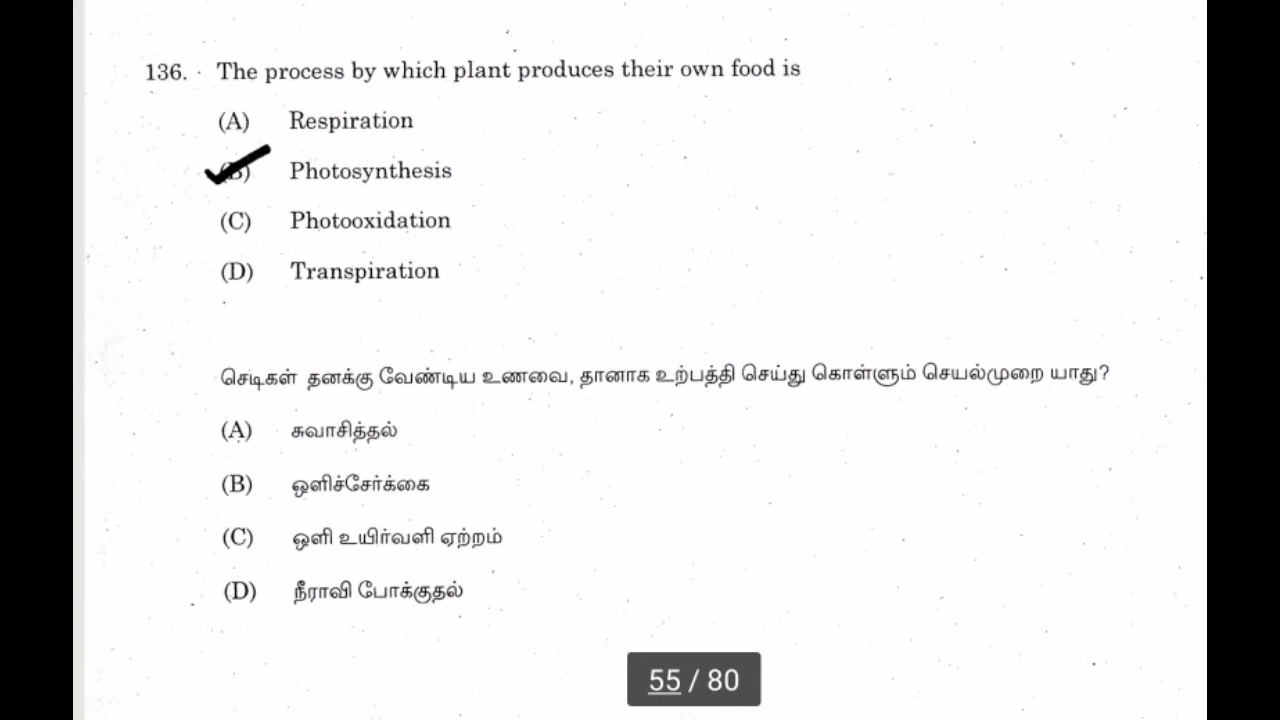 136. The process by which plant produces their own food is
(A) Respiration
(B) Photosynthesis
(C) Photooxidation
(D) Transpiration
செடிகள் தனக்கு வேண்டிய உணவை, தானாக உற்பத்தி செய்து கொள்ளும் செயல்முறை யாது?
(A) சுவாசித்தல்
(B) ஒளிச்சேர்க்கை
(C) ஒளி உயிர்வளி ஏற்றம்
(D) நீராவி போக்குதல்
55 / 80